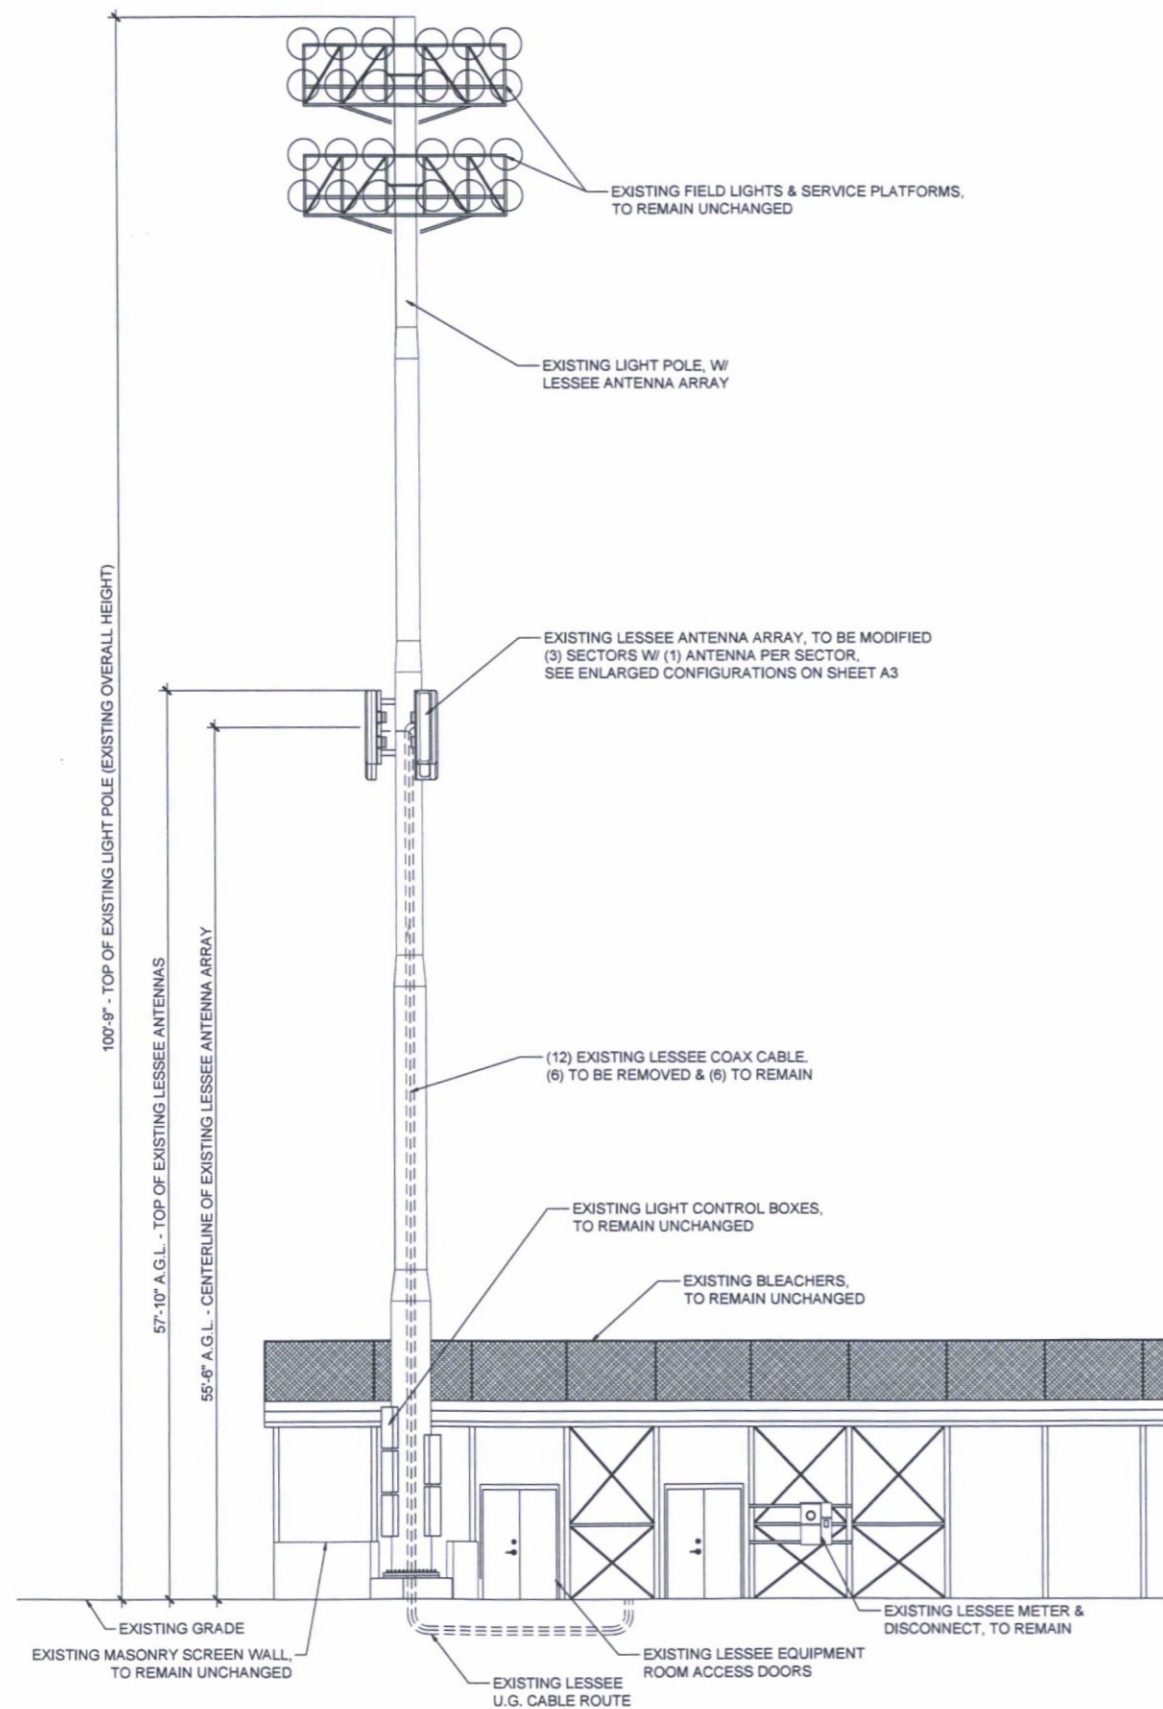 EXISTING FIELD LIGHTS & SERVICE PLATFORMS,
TO REMAIN UNCHANGED
EXISTING LIGHT POLE, W/
LESSEE ANTENNA ARRAY
100'-9" - TOP OF EXISTING LIGHT POLE (EXISTING OVERALL HEIGHT)
EXISTING LESSEE ANTENNA ARRAY, TO BE MODIFIED
(3) SECTORS W/ (1) ANTENNA PER SECTOR,
SEE ENLARGED CONFIGURATIONS ON SHEET A3
57'-10" A.G.L. - TOP OF EXISTING LESSEE ANTENNAS
55'-6" A.G.L. - CENTERLINE OF EXISTING LESSEE ANTENNA ARRAY
(12) EXISTING LESSEE COAX CABLE.
(6) TO BE REMOVED & (6) TO REMAIN
EXISTING LIGHT CONTROL BOXES,
TO REMAIN UNCHANGED
EXISTING BLEACHERS,
TO REMAIN UNCHANGED
EXISTING GRADE
EXISTING MASONRY SCREEN WALL,
TO REMAIN UNCHANGED
EXISTING LESSEE METER &
DISCONNECT, TO REMAIN
EXISTING LESSEE EQUIPMENT
ROOM ACCESS DOORS
EXISTING LESSEE
U.G. CABLE ROUTE